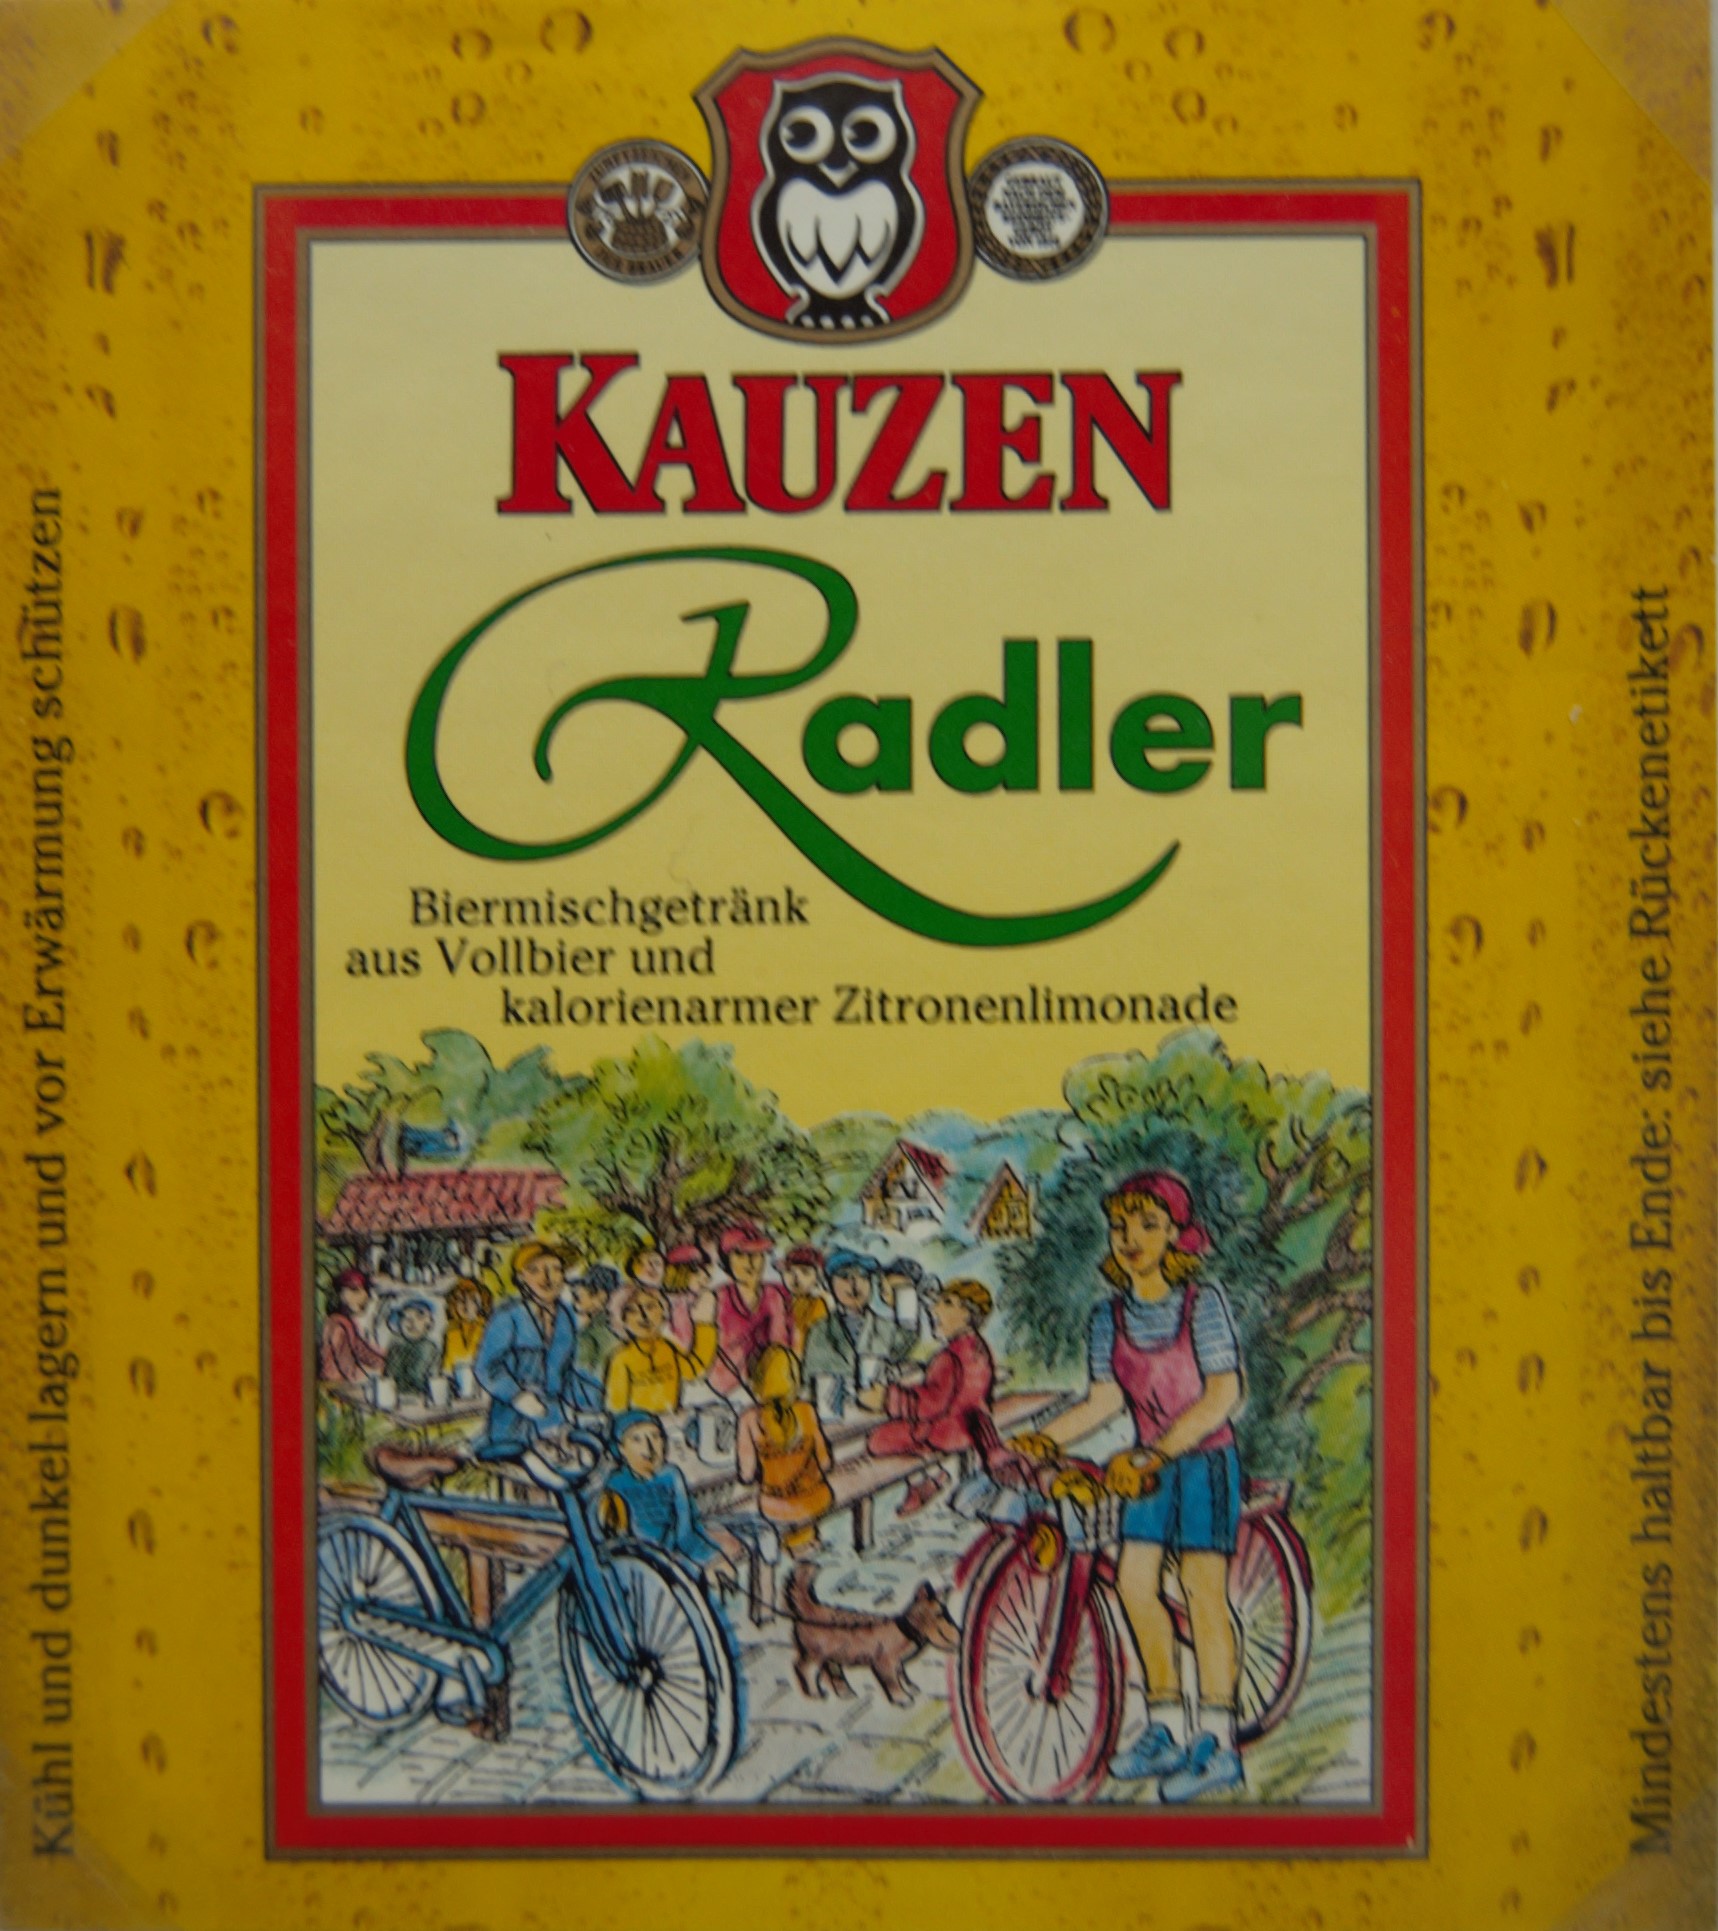 KAUZEN
Radler
Biermischgetränk
aus Vollbier und
kalorienarmer Zitronenlimonade
Kühl und dunkel lagern und vor Erwärmung schützen
Mindestens haltbar bis Ende: siehe Rückenetikett